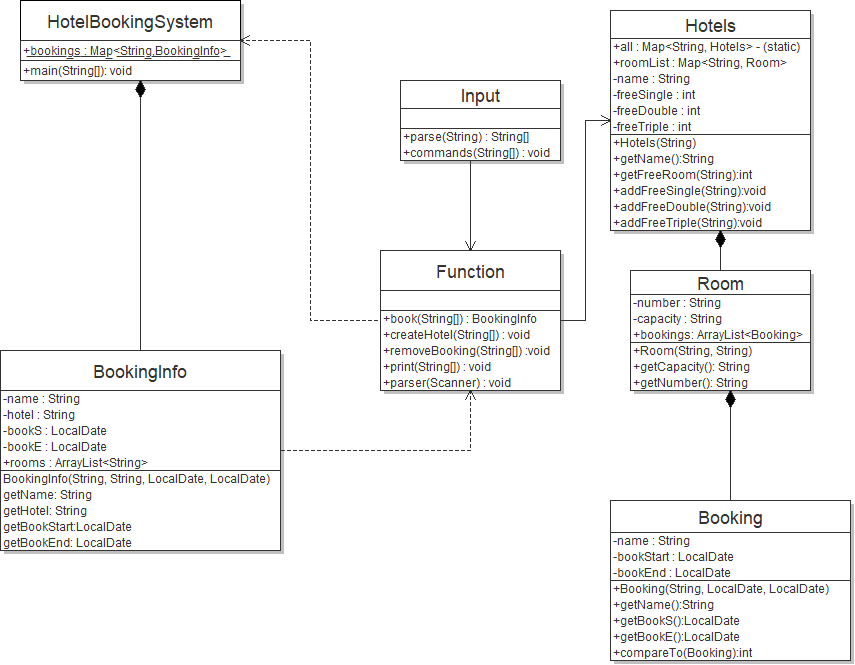 HotelBookingSystem
+bookings : Map<String,BookingInfo>
+main(String[]): void
Hotels
+all : Map<String, Hotels> - (static)
+roomList : Map<String, Room>
-name : String
-freeSingle : int
-freeDouble : int
-freeTriple : int
+Hotels(String)
+getName():String
+getFreeRoom(String):int
+addFreeSingle(String):void
+addFreeDouble(String):void
+addFreeTriple(String):void
Input
+parse(String) : String[]
+commands(String[]) : void
Function
+book(String[]) : BookingInfo
+createHotel(String[]) : void
+removeBooking(String[]) :void
+print(String[]) : void
+parser(Scanner) : void
Room
-number : String
-capacity : String
+bookings: ArrayList<Booking>
+Room(String, String)
+getCapacity(): String
+getNumber(): String
BookingInfo
-name : String
-hotel : String
-bookS : LocalDate
-bookE : LocalDate
+rooms : ArrayList<String>
BookingInfo(String, String, LocalDate, LocalDate)
getName: String
getHotel: String
getBookStart:LocalDate
getBookEnd: LocalDate
Booking
-name : String
-bookStart : LocalDate
-bookEnd : LocalDate
+Booking(String, LocalDate, LocalDate)
+getName():String
+getBookS():LocalDate
+getBookE():LocalDate
+compareTo(Booking):int